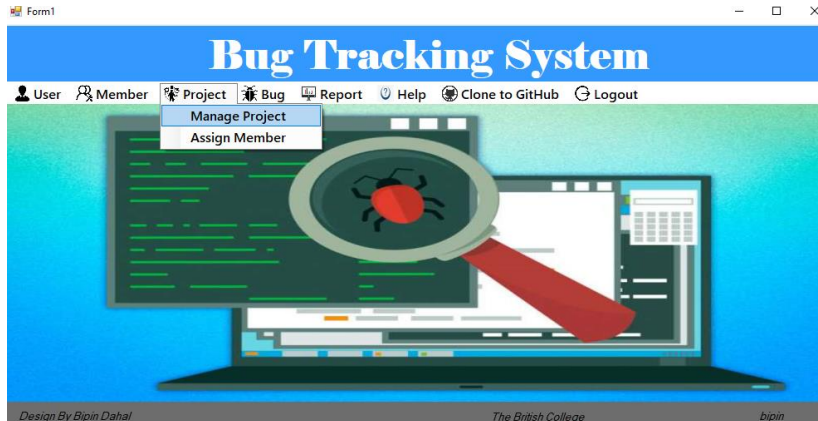 Form1
Bug Tracking System
User Member Project Bug Report Help Clone to GitHub Logout
Manage Project
Assign Member
Design By Bipin Dahal The British College bipin